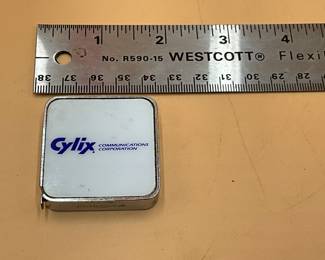 1 2 3 4
No. R590-15 WESTCOTT® Flexi
38 37 36 35 34 33 32 31 30 29 28 27
Cylix COMMUNICATIONS
CORPORATION